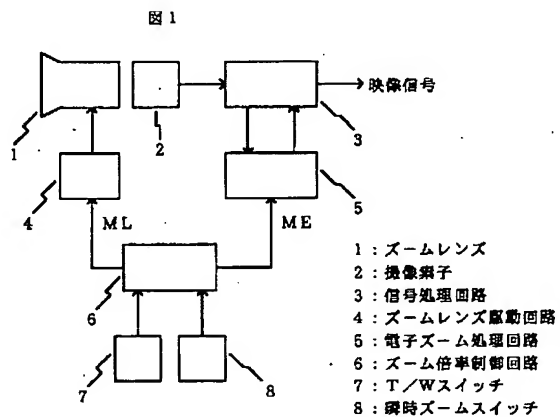 図1
映像信号
1
2
3
4
5
ML
ME
6
7
8
1:ズームレンズ
2:撮像素子
3:信号処理回路
4:ズームレンズ駆動回路
5:電子ズーム処理回路
6:ズーム倍率制御回路
7:T/Wスイッチ
8:瞬時ズームスイッチ